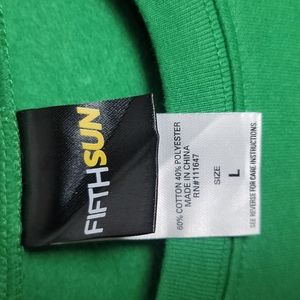 FIFTHSUN
60% COTTON 40% POLYESTER
MADE IN CHINA
RN#111647
SIZE
L
SEE REVERSE FOR CARE INSTRUCTIONS.